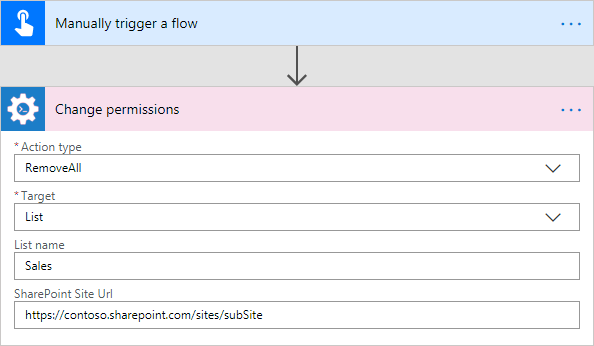 Manually trigger a flow
...
Change permissions
...
* Action type
RemoveAll
* Target
List
List name
Sales
SharePoint Site Url
https://contoso.sharepoint.com/sites/subSite